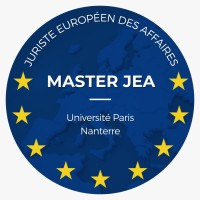 JURISTE EUROPÉEN DES AFFAIRES
MASTER JEA
Université Paris
Nanterre